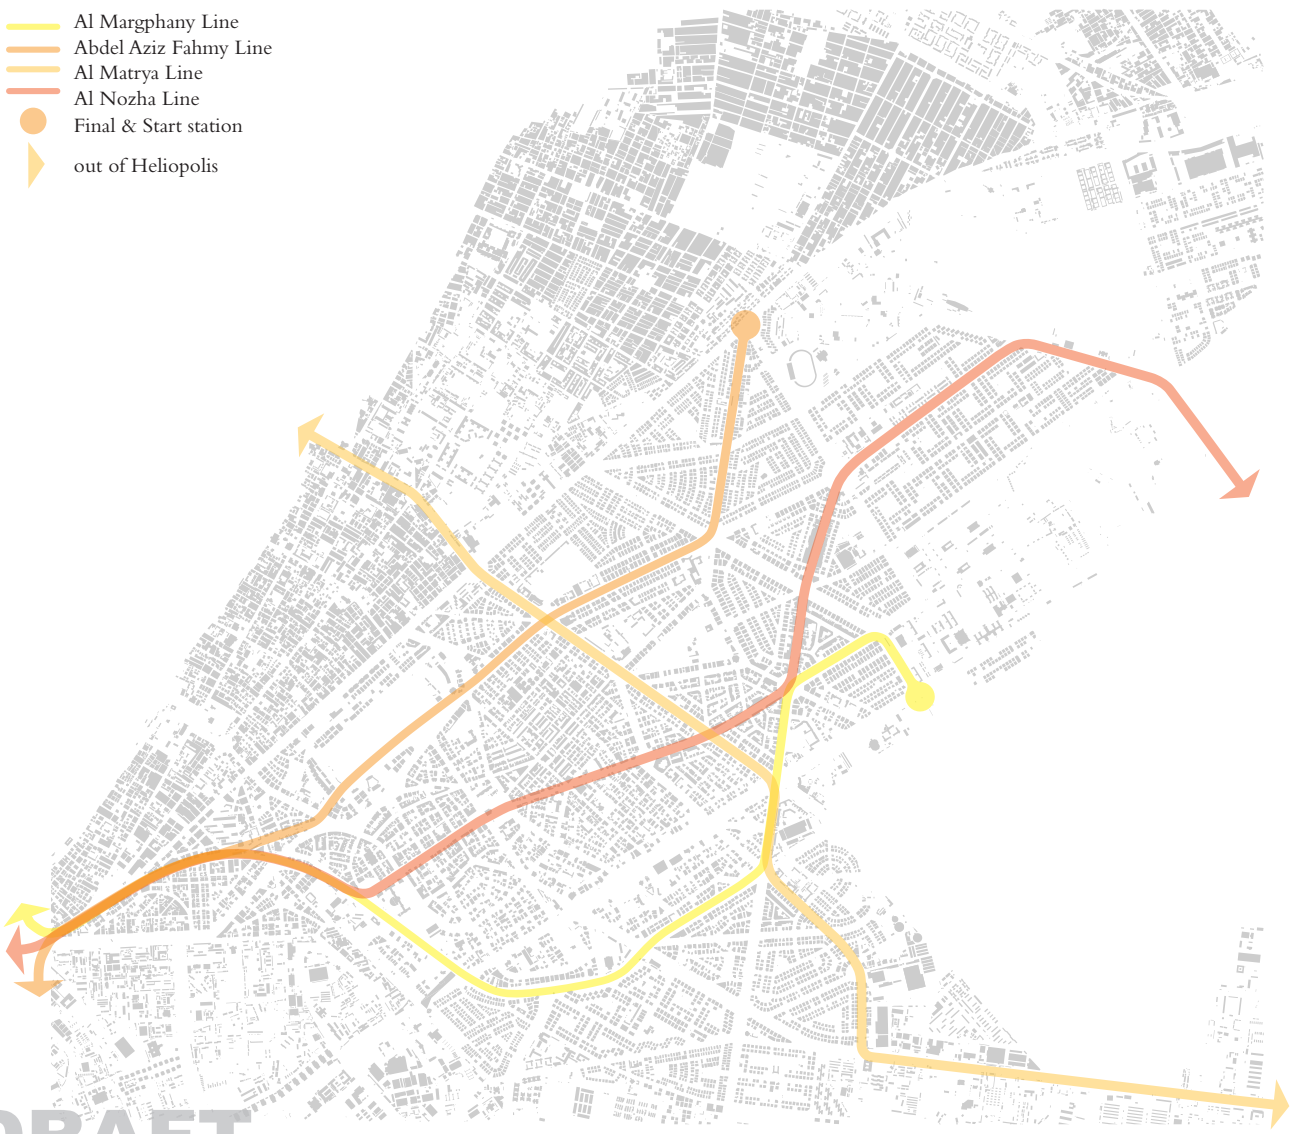 Al Margphany Line
Abdel Aziz Fahmy Line
Al Matrya Line
Al Nozha Line
Final & Start station
out of Heliopolis
DRAFT